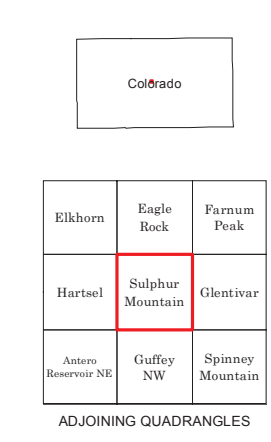 Colorado
Elkhorn
Eagle
Rock
Farnum
Peak
Hartsel
Sulphur
Mountain
Glentivar
Antero
Reservoir NE
Guffey
NW
Spinney
Mountain
ADJOINING QUADRANGLES